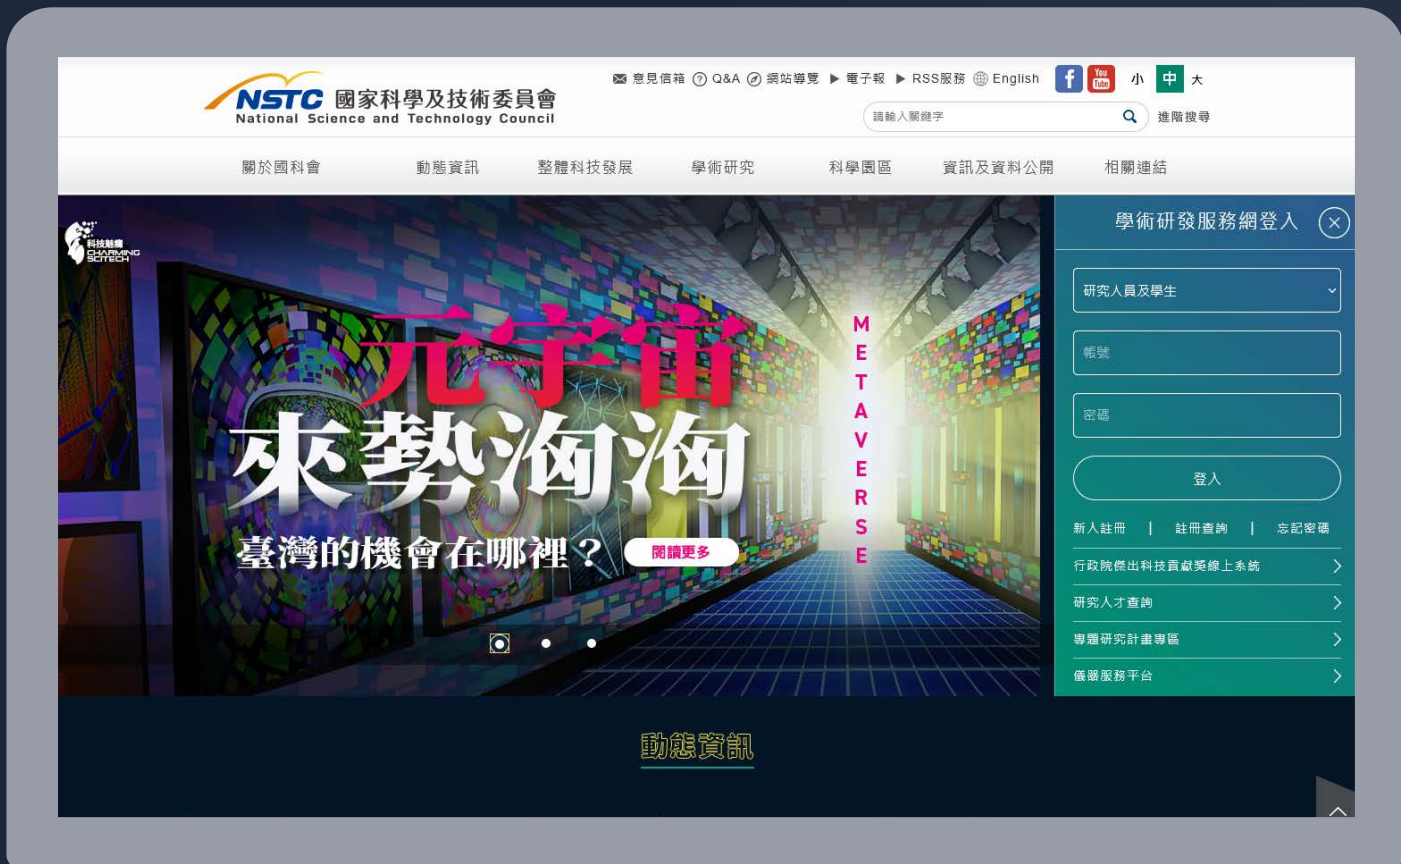 NSTC 國家科學及技術委員會
National Science and Technology Council
意見信箱 Q&A 網站導覽 ▶ 電子報 ▶ RSS服務 English f You Tube 小 中 大
請輸入關鍵字 進階搜尋
關於國科會 動態資訊 整體科技發展 學術研究 科學園區 資訊及資料公開 相關連結
科技魅癮
CHARMING
SCITECH
元宇宙
來勢洶洶
臺灣的機會在哪裡？ 閱讀更多
METAVERSE
學術研發服務網登入
研究人員及學生
帳號
密碼
登入
新人註冊 | 註冊查詢 | 忘記密碼
行政院傑出科技貢獻獎線上系統
研究人才查詢
專題研究計畫專區
儀器服務平台
動態資訊